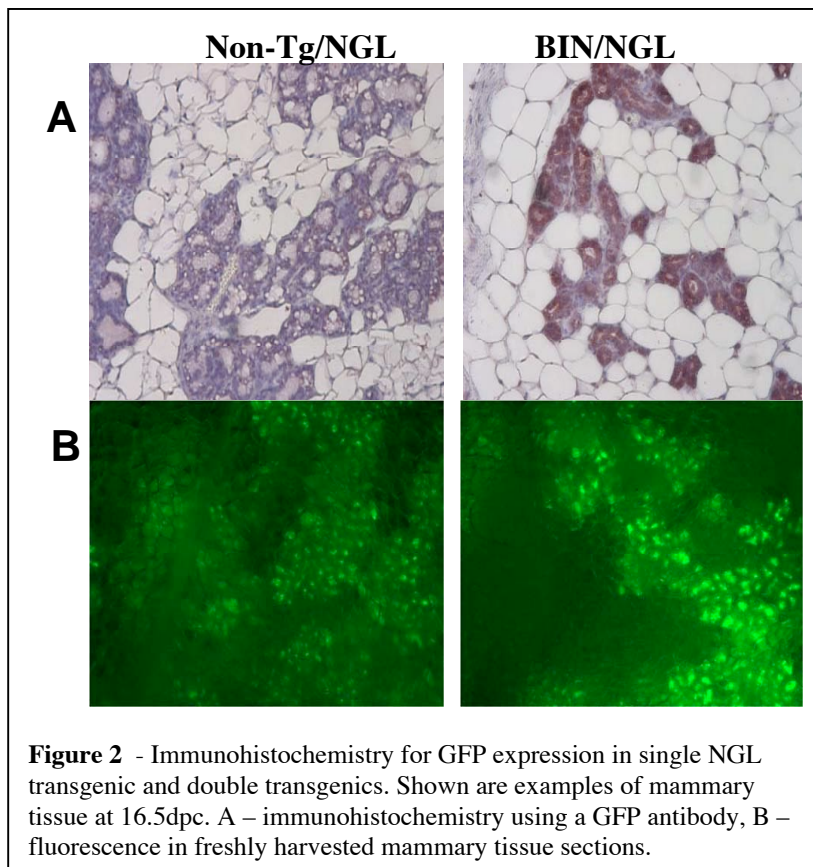 Non-Tg/NGL BIN/NGL
A
B
Figure 2 - Immunohistochemistry for GFP expression in single NGL
transgenic and double transgenics. Shown are examples of mammary
tissue at 16.5dpc. A – immunohistochemistry using a GFP antibody, B –
fluorescence in freshly harvested mammary tissue sections.